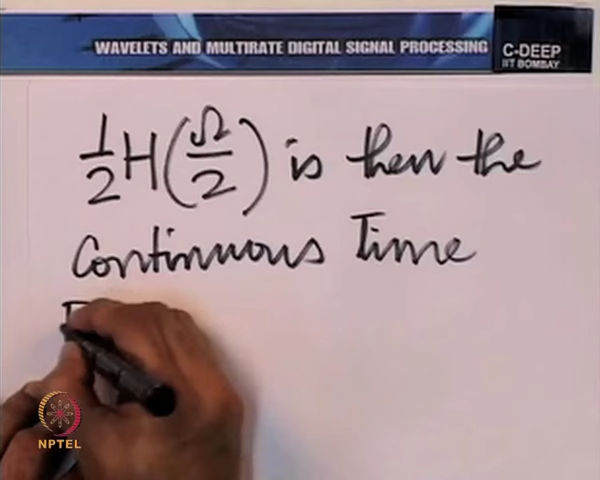 WAVELETS AND MULTIRATE DIGITAL SIGNAL PROCESSING
C-DEEP
IIT BOMBAY
1/2 H(Ω/2) is then the
Continuous Time
NPTEL